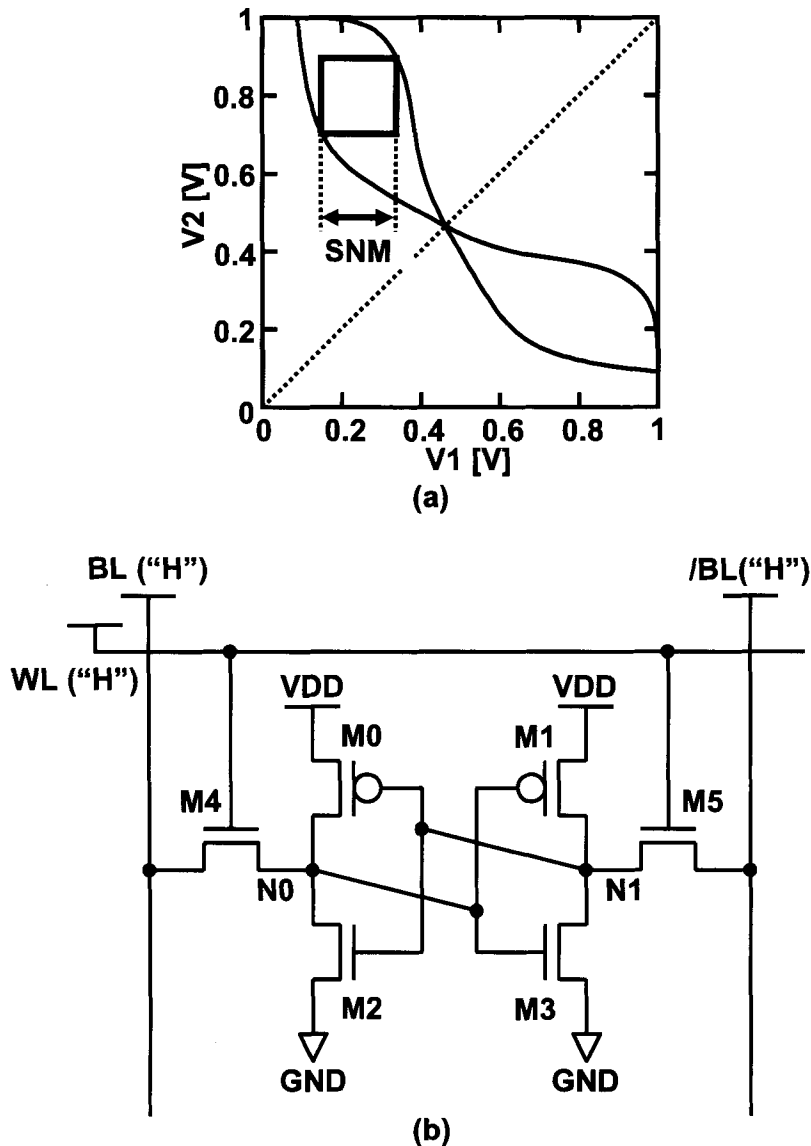 1
0.8
0.6
0.4
0.2
0
V2 [V]
SNM
0 0.2 0.4 0.6 0.8 1
V1 [V]
(a)
BL ("H") /BL("H")
WL ("H")
VDD VDD
M0 M1
M4 M5
N0 N1
M2 M3
GND GND
(b)